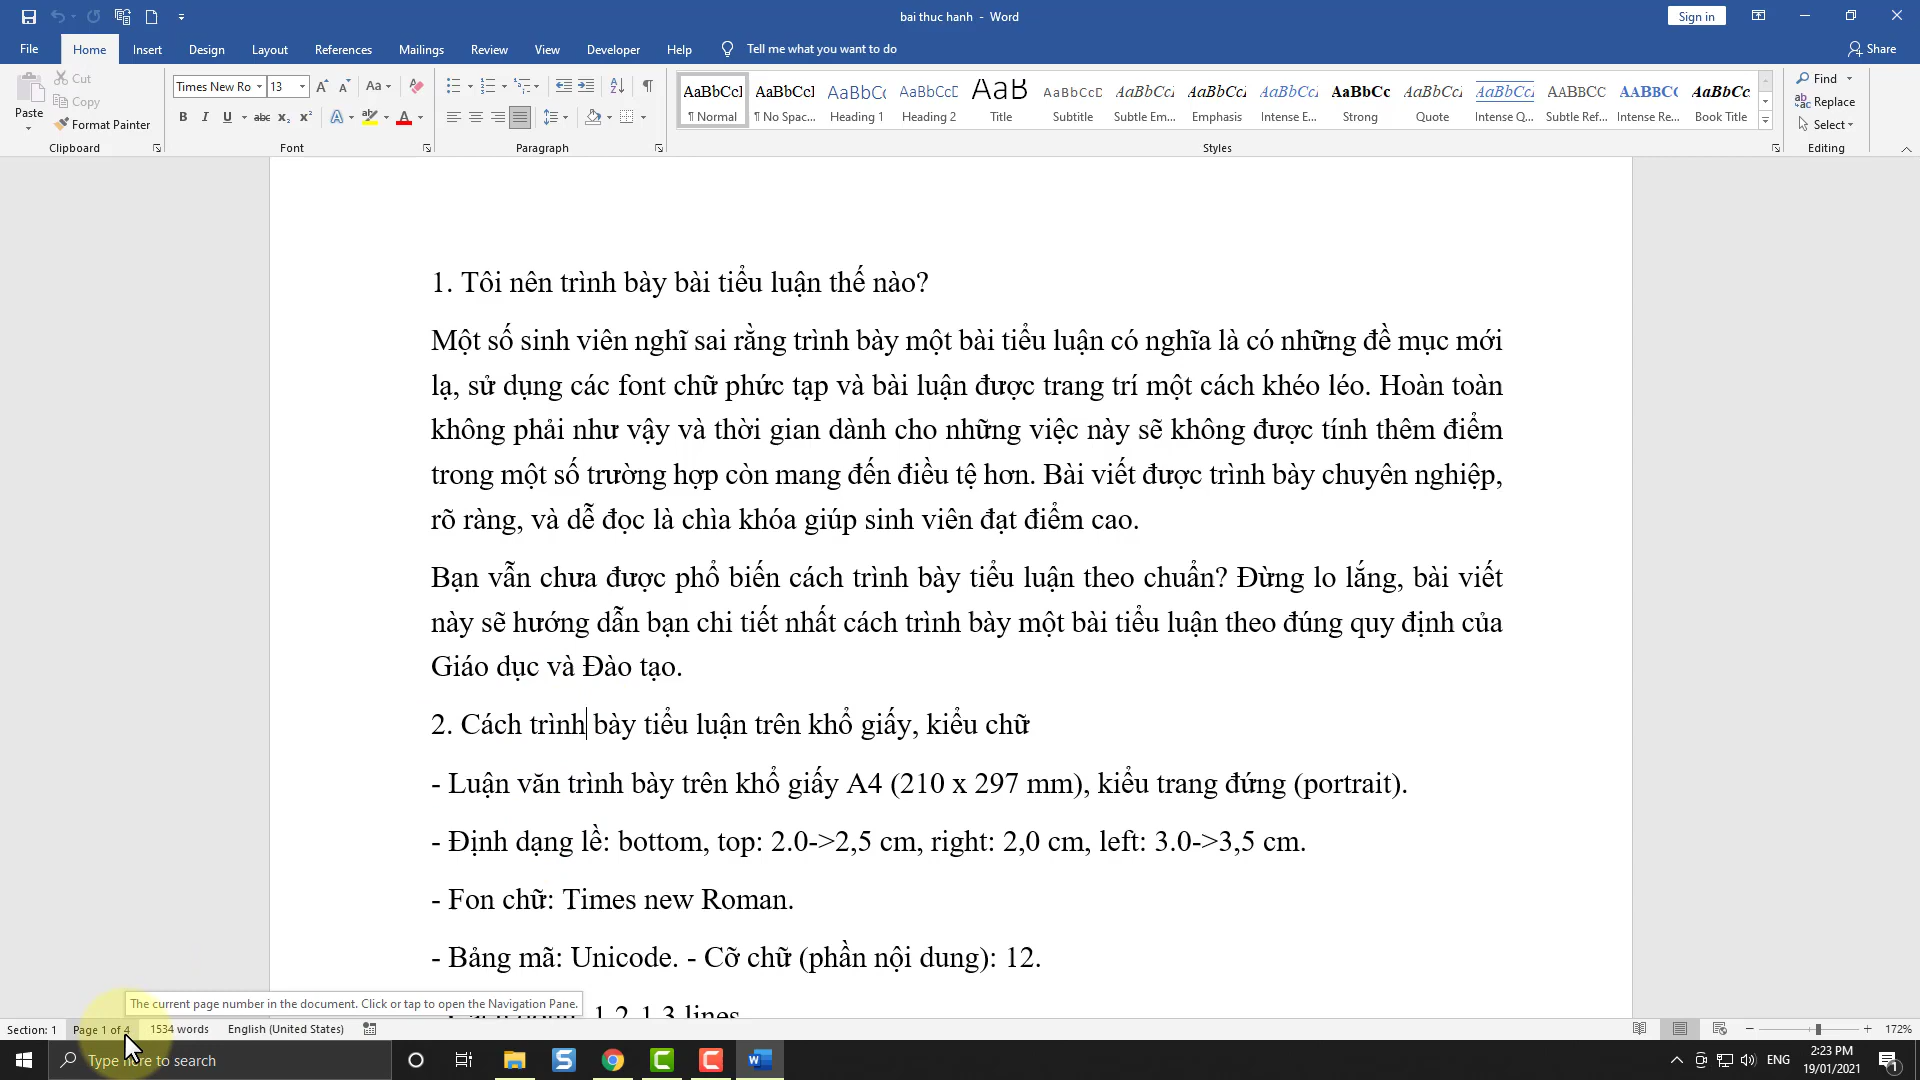 bai thuc hanh - Word
Sign in
File Home Insert Design Layout References Mailings Review View Developer Help Tell me what you want to do Share
Paste Cut Copy Format Painter
Times New Ro 13
AaBbCcI AaBbCcI AaBbCc AaBbCcD AaB AaBbCcD AaBbCcI AaBbCcI AaBbCcI AaBbCc AaBbCcI AaBbCcI AABBCC AABBCC AaBbCc
¶ Normal ¶ No Spac... Heading 1 Heading 2 Title Subtitle Subtle Em... Emphasis Intense E... Strong Quote Intense Q... Subtle Ref... Intense Re... Book Title
Find Replace Select
Clipboard Font Paragraph Styles Editing
1. Tôi nên trình bày bài tiểu luận thế nào?
Một số sinh viên nghĩ sai rằng trình bày một bài tiểu luận có nghĩa là có những đề mục mới
lạ, sử dụng các font chữ phức tạp và bài luận được trang trí một cách khéo léo. Hoàn toàn
không phải như vậy và thời gian dành cho những việc này sẽ không được tính thêm điểm
trong một số trường hợp còn mang đến điều tệ hơn. Bài viết được trình bày chuyên nghiệp,
rõ ràng, và dễ đọc là chìa khóa giúp sinh viên đạt điểm cao.
Bạn vẫn chưa được phổ biến cách trình bày tiểu luận theo chuẩn? Đừng lo lắng, bài viết
này sẽ hướng dẫn bạn chi tiết nhất cách trình bày một bài tiểu luận theo đúng quy định của
Giáo dục và Đào tạo.
2. Cách trình bày tiểu luận trên khổ giấy, kiểu chữ
- Luận văn trình bày trên khổ giấy A4 (210 x 297 mm), kiểu trang đứng (portrait).
- Định dạng lề: bottom, top: 2.0->2,5 cm, right: 2,0 cm, left: 3.0->3,5 cm.
- Fon chữ: Times new Roman.
- Bảng mã: Unicode. - Cỡ chữ (phần nội dung): 12.
lines
The current page number in the document. Click or tap to open the Navigation Pane.
Section: 1 Page 1 of 4 1534 words English (United States) 172%
Type here to search
ENG 2:23 PM
19/01/2021